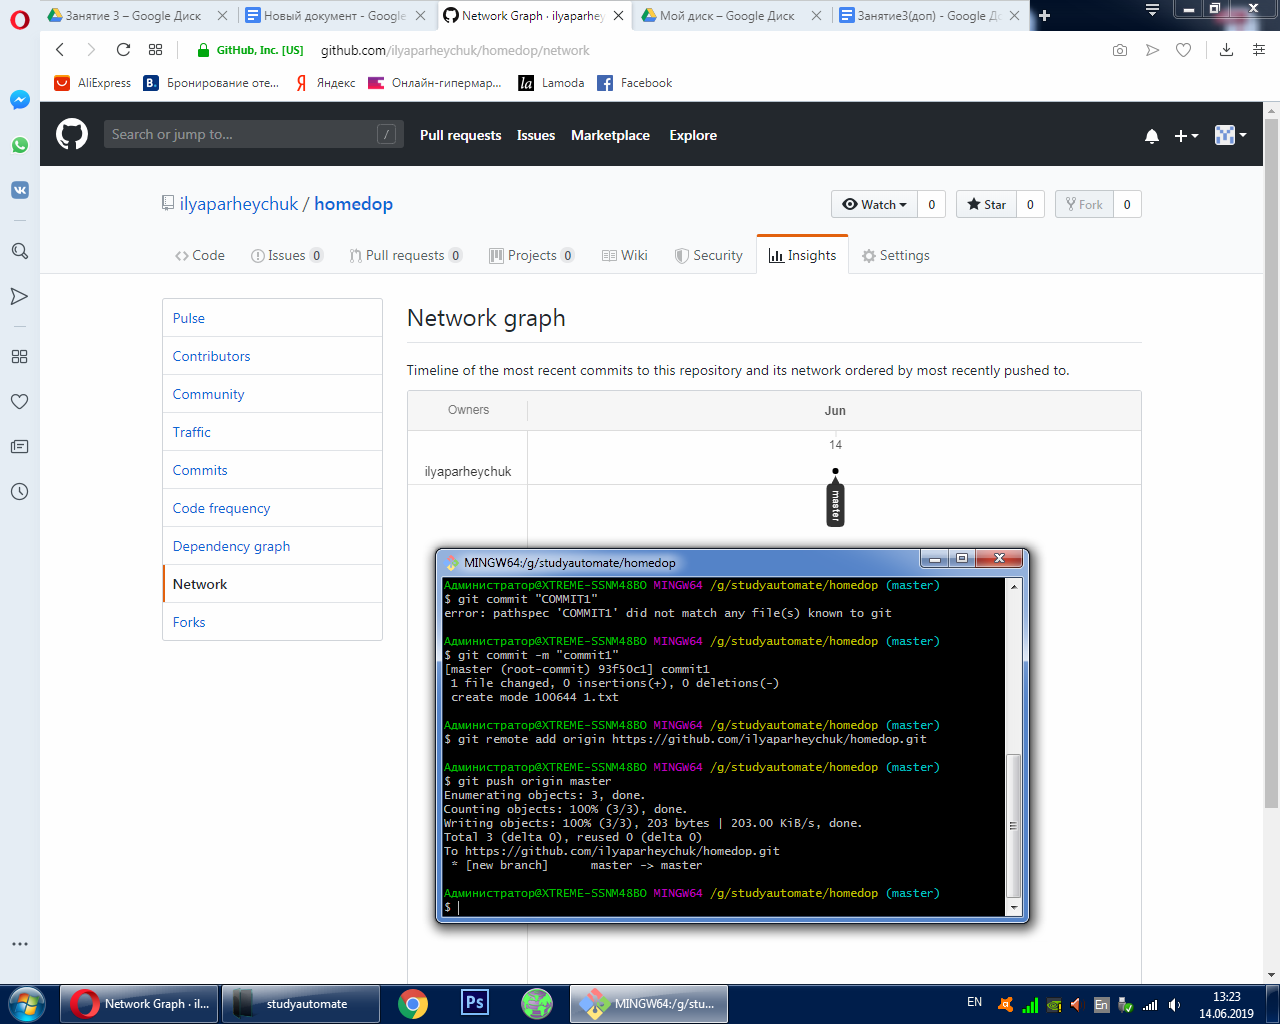 Занятие 3 – Google Диск
Новый документ - Google
Network Graph · ilyaparhey
Мой диск – Google Диск
Занятие3(доп) - Google Д
GitHub, Inc. [US]
github.com/ilyaparheychuk/homedop/network
AliExpress
Бронирование оте...
Яндекс
Онлайн-гипермар...
Lamoda
Facebook
Search or jump to...
/
Pull requests
Issues
Marketplace
Explore
ilyaparheychuk / homedop
Watch 0
Star 0
Fork 0
Code
Issues 0
Pull requests 0
Projects 0
Wiki
Security
Insights
Settings
Pulse
Contributors
Community
Traffic
Commits
Code frequency
Dependency graph
Network
Forks
Network graph
Timeline of the most recent commits to this repository and its network ordered by most recently pushed to.
Owners
Jun
14
ilyaparheychuk
master
MINGW64:/g/studyautomate/homedop
Администратор@XTREME-SSNM48BO MINGW64 /g/studyautomate/homedop (master)
$ git commit "COMMIT1"
error: pathspec 'COMMIT1' did not match any file(s) known to git
Администратор@XTREME-SSNM48BO MINGW64 /g/studyautomate/homedop (master)
$ git commit -m "commit1"
[master (root-commit) 93f50c1] commit1
1 file changed, 0 insertions(+), 0 deletions(-)
create mode 100644 1.txt
Администратор@XTREME-SSNM48BO MINGW64 /g/studyautomate/homedop (master)
$ git remote add origin https://github.com/ilyaparheychuk/homedop.git
Администратор@XTREME-SSNM48BO MINGW64 /g/studyautomate/homedop (master)
$ git push origin master
Enumerating objects: 3, done.
Counting objects: 100% (3/3), done.
Writing objects: 100% (3/3), 203 bytes | 203.00 KiB/s, done.
Total 3 (delta 0), reused 0 (delta 0)
To https://github.com/ilyaparheychuk/homedop.git
* [new branch]      master -> master
Администратор@XTREME-SSNM48BO MINGW64 /g/studyautomate/homedop (master)
$
Network Graph · il...
studyautomate
Ps
MINGW64:/g/stu...
EN
En
13:23
14.06.2019